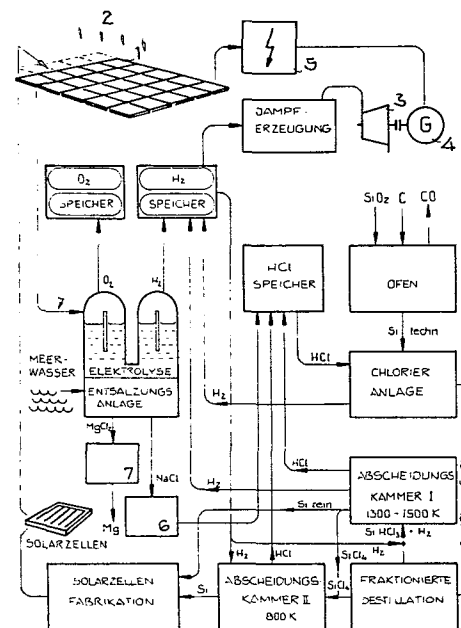 2
5
DAMPF-
ERZEUGUNG
3
G
4
O₂
SPEICHER
H₂
SPEICHER
SiO₂ C CO
O₂
H₂
HCl
SPEICHER
OFEN
7
Si techn
HCl
CHLORIER
ANLAGE
MEER-
WASSER
ELEKTROLYSE
ENTSALZUNGS
ANLAGE
H₂
MgCl₂
NaCl
7
6
Mg
HCl
H₂
ABSCHEIDUNGS
KAMMER I
1300-1500 K
Si rein
SiHCl₃ + H₂
H₂
SOLARZELLEN
H₂
HCl
SiCl₄
SiCl₄
SOLARZELLEN
FABRIKATION
Si
ABSCHEIDUNGS-
KAMMER II
800 K
FRAKTIONIERTE
DESTILLATION